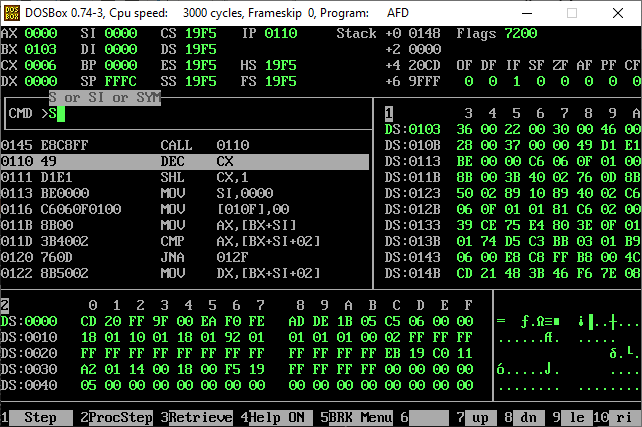 DOSBox 0.74-3, Cpu speed: 3000 cycles, Frameskip 0, Program: AFD
AX 0000 SI 0000 CS 19F5 IP 0110 Stack +0 0148 Flags 7200
BX 0103 DI 0000 DS 19F5 +2 0000
CX 0006 BP 0000 ES 19F5 HS 19F5 +4 20CD OF DF IF SF ZF AF PF CF
DX 0000 SP FFFC SS 19F5 FS 19F5 +6 9FFF 0 0 1 0 0 0 0 0
S or SI or SYM
CMD >S
1 3 4 5 6 7 8 9 A
DS:0103 36 00 22 00 30 00 46 00
0145 E8C8FF CALL 0110 DS:010B 28 00 37 00 00 49 D1 E1
0110 49 DEC CX DS:0113 BE 00 00 C6 06 0F 01 00
0111 D1E1 SHL CX,1 DS:011B 8B 00 3B 40 02 76 0D 8B
0113 BE0000 MOV SI,0000 DS:0123 50 02 89 10 89 40 02 C6
0116 C6060F0100 MOV [010F],00 DS:012B 06 0F 01 01 81 C6 02 00
011B 8B00 MOV AX,[BX+SI] DS:0133 39 CE 75 E4 80 3E 0F 01
011D 3B4002 CMP AX,[BX+SI+02] DS:013B 01 74 D5 C3 BB 03 01 B9
0120 760D JNA 012F DS:0143 06 00 E8 C8 FF B8 00 4C
0122 8B5002 MOV DX,[BX+SI+02] DS:014B CD 21 48 3B 46 F6 7E 08
2 0 1 2 3 4 5 6 7 8 9 A B C D E F
DS:0000 CD 20 FF 9F 00 EA F0 FE AD DE 1B 05 C5 06 00 00 ═ ƒ.Ω≡■ ¡▐..┼...
DS:0010 18 01 10 01 18 01 92 01 01 01 01 00 02 FF FF FF ......Æ. .....
DS:0020 FF FF FF FF FF FF FF FF FF FF FF FF EB 19 C0 11 δ.└.
DS:0030 A2 01 14 00 18 00 F5 19 FF FF FF FF 00 00 00 00 ó.....⌡. ....
DS:0040 05 00 00 00 00 00 00 00 00 00 00 00 00 00 00 00 ........ ........
1 Step 2 ProcStep 3 Retrieve 4 Help ON 5 BRK Menu 6 7 up 8 dn 9 le 10 ri